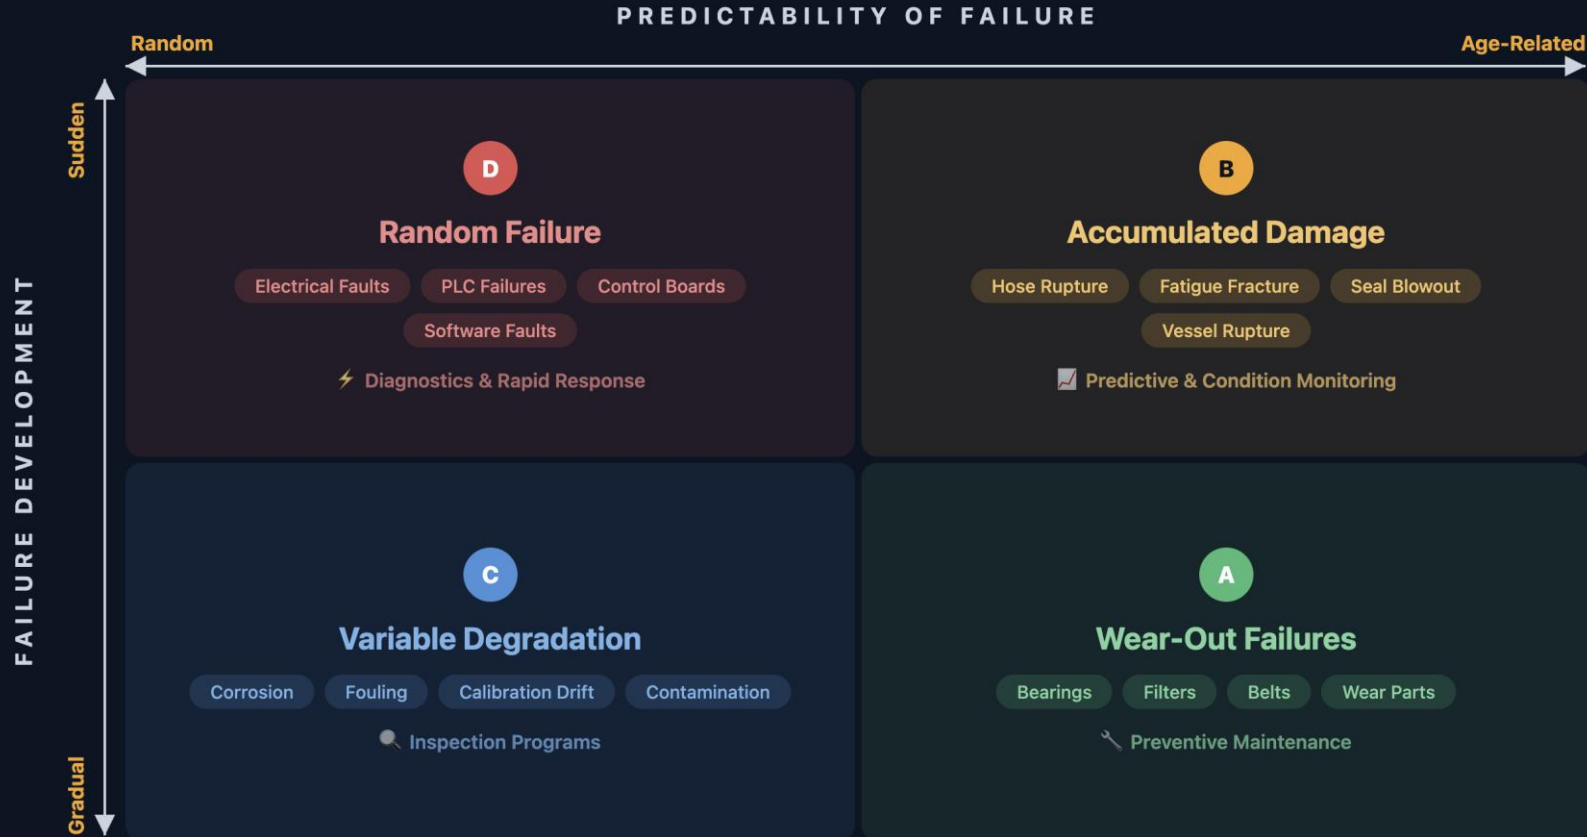 PREDICTABILITY OF FAILURE
Random
Age-Related
FAILURE DEVELOPMENT
Sudden
Gradual
D
Random Failure
Electrical Faults
PLC Failures
Control Boards
Software Faults
⚡ Diagnostics & Rapid Response
B
Accumulated Damage
Hose Rupture
Fatigue Fracture
Seal Blowout
Vessel Rupture
📈 Predictive & Condition Monitoring
C
Variable Degradation
Corrosion
Fouling
Calibration Drift
Contamination
🔍 Inspection Programs
A
Wear-Out Failures
Bearings
Filters
Belts
Wear Parts
🔧 Preventive Maintenance